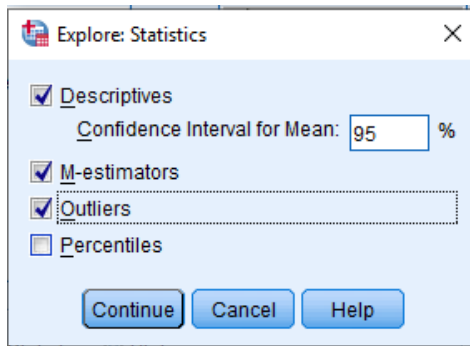 Explore: Statistics
Descriptives
Confidence Interval for Mean: 95 %
M-estimators
Outliers
Percentiles
Continue Cancel Help